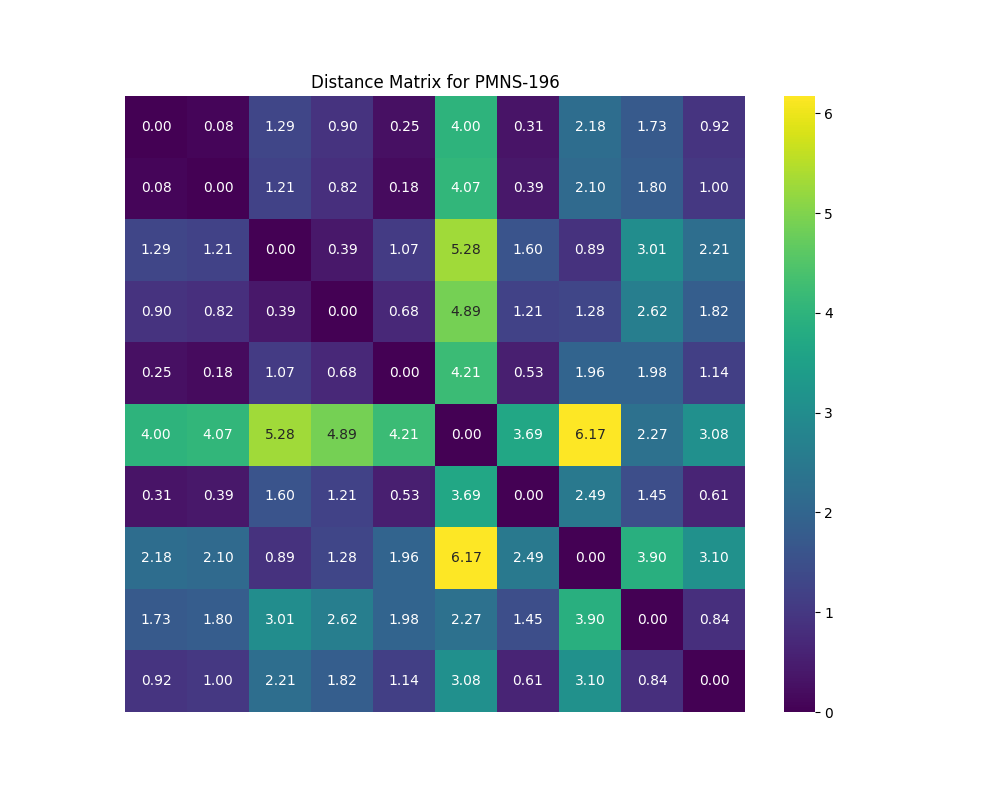 Distance Matrix for PMNS-196
0.00 0.08 1.29 0.90 0.25 4.00 0.31 2.18 1.73 0.92
0.08 0.00 1.21 0.82 0.18 4.07 0.39 2.10 1.80 1.00
1.29 1.21 0.00 0.39 1.07 5.28 1.60 0.89 3.01 2.21
0.90 0.82 0.39 0.00 0.68 4.89 1.21 1.28 2.62 1.82
0.25 0.18 1.07 0.68 0.00 4.21 0.53 1.96 1.98 1.14
4.00 4.07 5.28 4.89 4.21 0.00 3.69 6.17 2.27 3.08
0.31 0.39 1.60 1.21 0.53 3.69 0.00 2.49 1.45 0.61
2.18 2.10 0.89 1.28 1.96 6.17 2.49 0.00 3.90 3.10
1.73 1.80 3.01 2.62 1.98 2.27 1.45 3.90 0.00 0.84
0.92 1.00 2.21 1.82 1.14 3.08 0.61 3.10 0.84 0.00
6
5
4
3
2
1
0